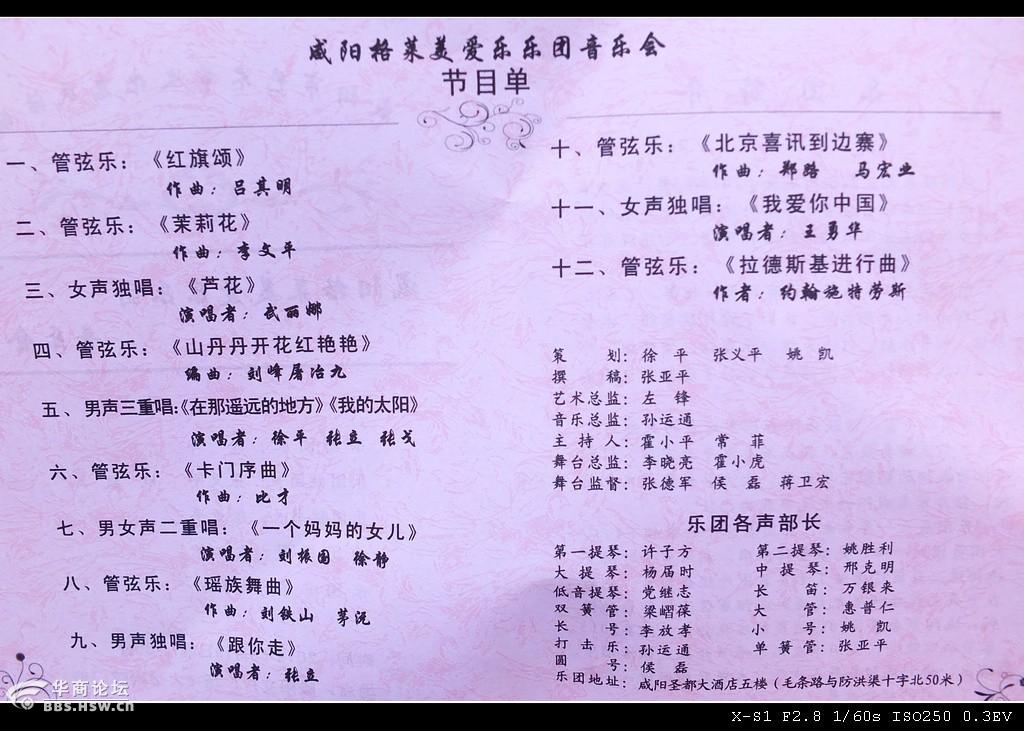 咸阳格莱美爱乐乐团音乐会
节目单
一、管弦乐：《红旗颂》
作曲：吕其明
二、管弦乐：《茉莉花》
作曲：李文平
三、女声独唱：《芦花》
演唱者：武丽娜
四、管弦乐：《山丹丹开花红艳艳》
编曲：刘峰屠冶九
五、男声三重唱:《在那遥远的地方》《我的太阳》
演唱者：徐平 张立 张戈
六、管弦乐：《卡门序曲》
作曲：比才
七、男女声二重唱：《一个妈妈的女儿》
演唱者：刘振国 徐静
八、管弦乐：《瑶族舞曲》
作曲：刘铁山 茅沅
九、男声独唱：《跟你走》
演唱者：张立
十、管弦乐：《北京喜讯到边寨》
作曲：郑路 马宏业
十一、女声独唱：《我爱你中国》
演唱者：王勇华
十二、管弦乐：《拉德斯基进行曲》
作者：约翰施特劳斯
策划：徐平 张义平 姚凯
撰稿：张亚平
艺术总监：左锋
音乐总监：孙运通
主持人：霍小平 常菲
舞台总监：李晓亮 霍小虎
舞台监督：张德军 侯磊 蒋卫宏
乐团各声部长
第一提琴：许子方 第二提琴：姚胜利
大提琴：杨届时 中提琴：邢克明
低音提琴：党继志 长笛：万银来
双簧管：梁嶍葆 大管：惠普仁
长号：李放孝 小号：姚凯
打击乐：孙运通 单簧管：张亚平
圆号：侯磊
乐团地址：咸阳圣都大酒店五楼（毛条路与防洪渠十字北50米）
华商论坛
BBS.HSW.CN
X-S1 F2.8 1/60s ISO250 0.3EV